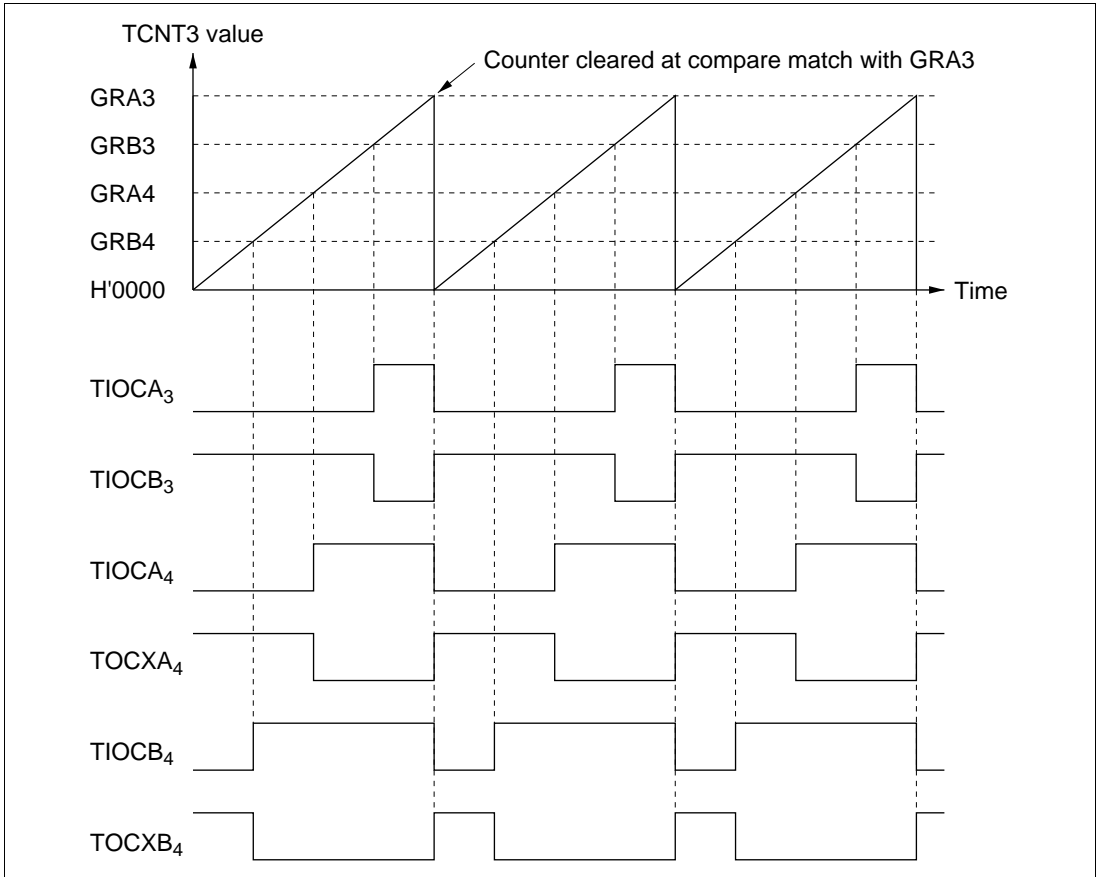 TCNT3 value
Counter cleared at compare match with GRA3
GRA3
GRB3
GRA4
GRB4
H'0000
Time
TIOCA3
TIOCB3
TIOCA4
TOCXA4
TIOCB4
TOCXB4